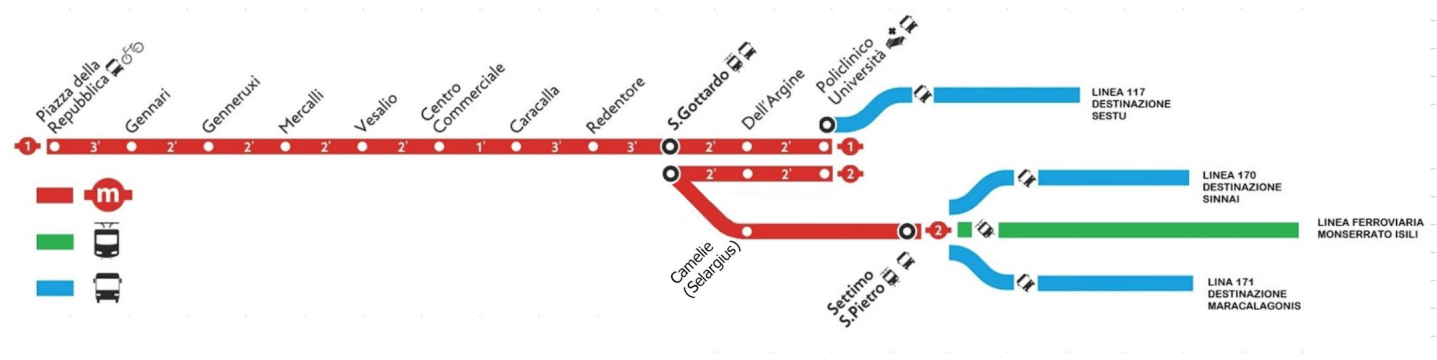 Piazza della
Repubblica
Gennari
Genneruxi
Mercalli
Vesalio
Centro
Commerciale
Caracalla
Redentore
S.Gottardo
Dell'Argine
Policlinico
Università
LINEA 117
DESTINAZIONE
SESTU
1 3' 2' 2' 2' 2' 1' 3' 3' 2' 2' 1
2' 2' 2
m
LINEA 170
DESTINAZIONE
SINNAI
2
LINEA FERROVIARIA
MONSERRATO ISILI
Camelie
(Selargius)
Settimo
S.Pietro
LINA 171
DESTINAZIONE
MARACALAGONIS